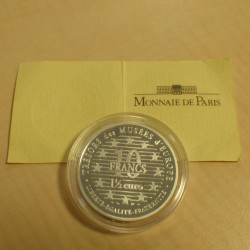 MONNAIE DE PARIS
TRÉSORS des MUSÉES d'EUROPE
10
FRANCS
1½ euro
LIBERTÉ·ÉGALITÉ·FRATERNITÉ